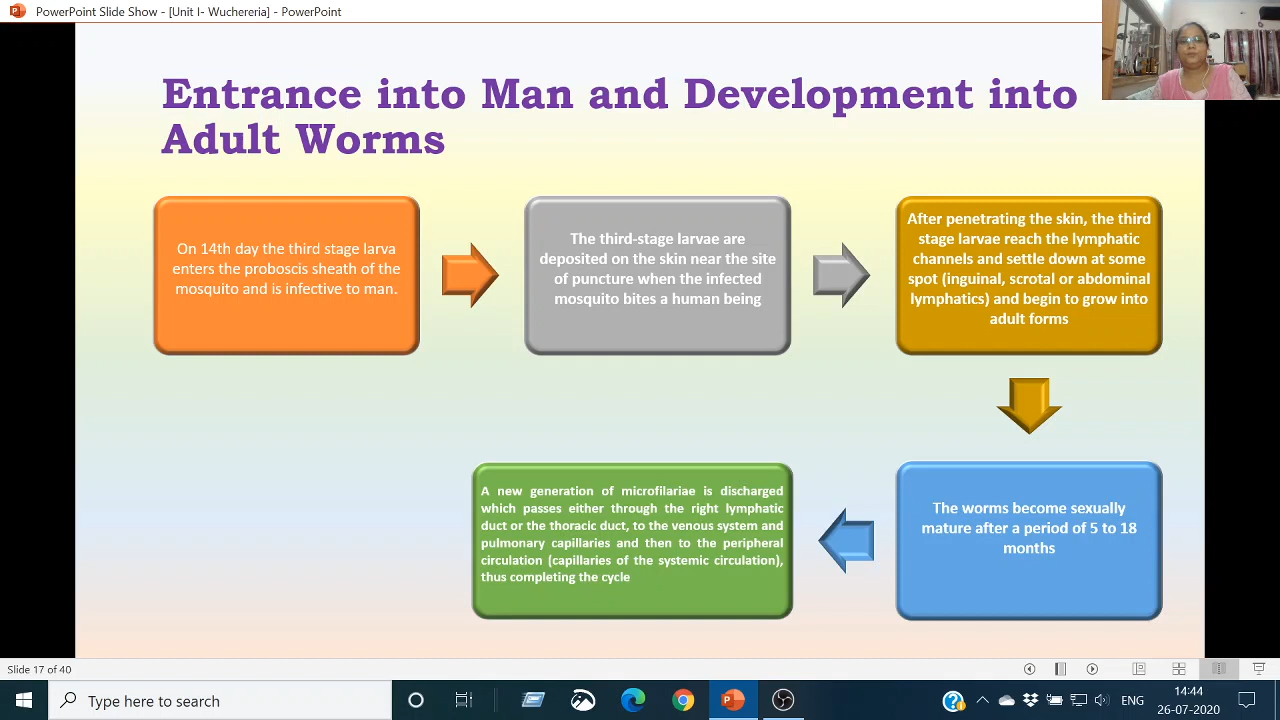 PowerPoint Slide Show - [Unit I- Wuchereria] - PowerPoint
Entrance into Man and Development into
Adult Worms
On 14th day the third stage larva
enters the proboscis sheath of the
mosquito and is infective to man.
The third-stage larvae are
deposited on the skin near the site
of puncture when the infected
mosquito bites a human being
After penetrating the skin, the third
stage larvae reach the lymphatic
channels and settle down at some
spot (inguinal, scrotal or abdominal
lymphatics) and begin to grow into
adult forms
The worms become sexually
mature after a period of 5 to 18
months
A new generation of microfilariae is discharged
which passes either through the right lymphatic
duct or the thoracic duct, to the venous system and
pulmonary capillaries and then to the peripheral
circulation (capillaries of the systemic circulation),
thus completing the cycle
Slide 17 of 40
Type here to search
ENG
14:44
26-07-2020